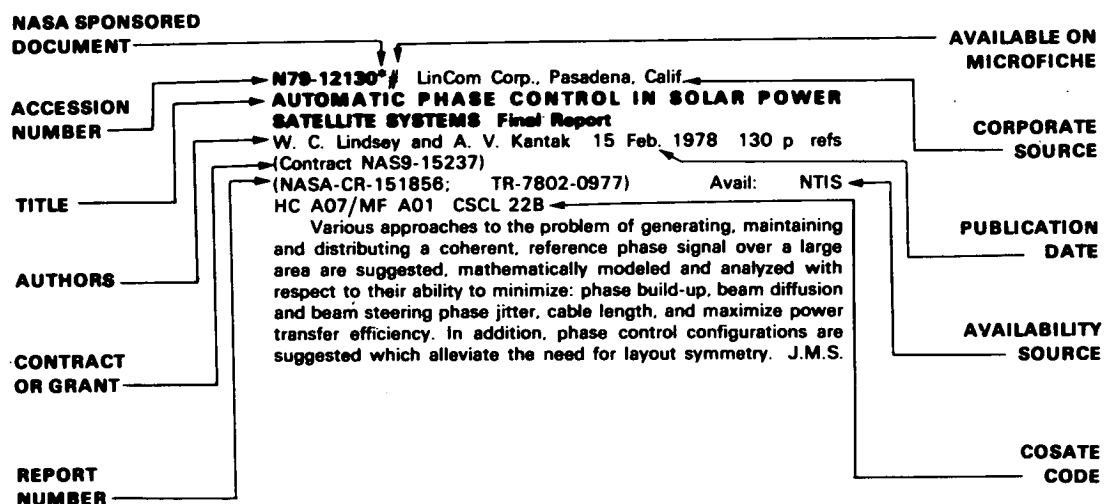 NASA SPONSORED
DOCUMENT
AVAILABLE ON
MICROFICHE
N79-12130*# LinCom Corp., Pasadena, Calif.
ACCESSION
NUMBER
AUTOMATIC PHASE CONTROL IN SOLAR POWER
SATELLITE SYSTEMS Final Report
CORPORATE
SOURCE
W. C. Lindsey and A. V. Kantak 15 Feb. 1978 130 p refs
(Contract NAS9-15237)
(NASA-CR-151856; TR-7802-0977) Avail: NTIS
TITLE
HC A07/MF A01 CSCL 22B
PUBLICATION
DATE
Various approaches to the problem of generating, maintaining
and distributing a coherent, reference phase signal over a large
area are suggested, mathematically modeled and analyzed with
AUTHORS
respect to their ability to minimize: phase build-up, beam diffusion
and beam steering phase jitter, cable length, and maximize power
transfer efficiency. In addition, phase control configurations are
suggested which alleviate the need for layout symmetry. J.M.S.
AVAILABILITY
SOURCE
CONTRACT
OR GRANT
COSATE
CODE
REPORT
NUMBER